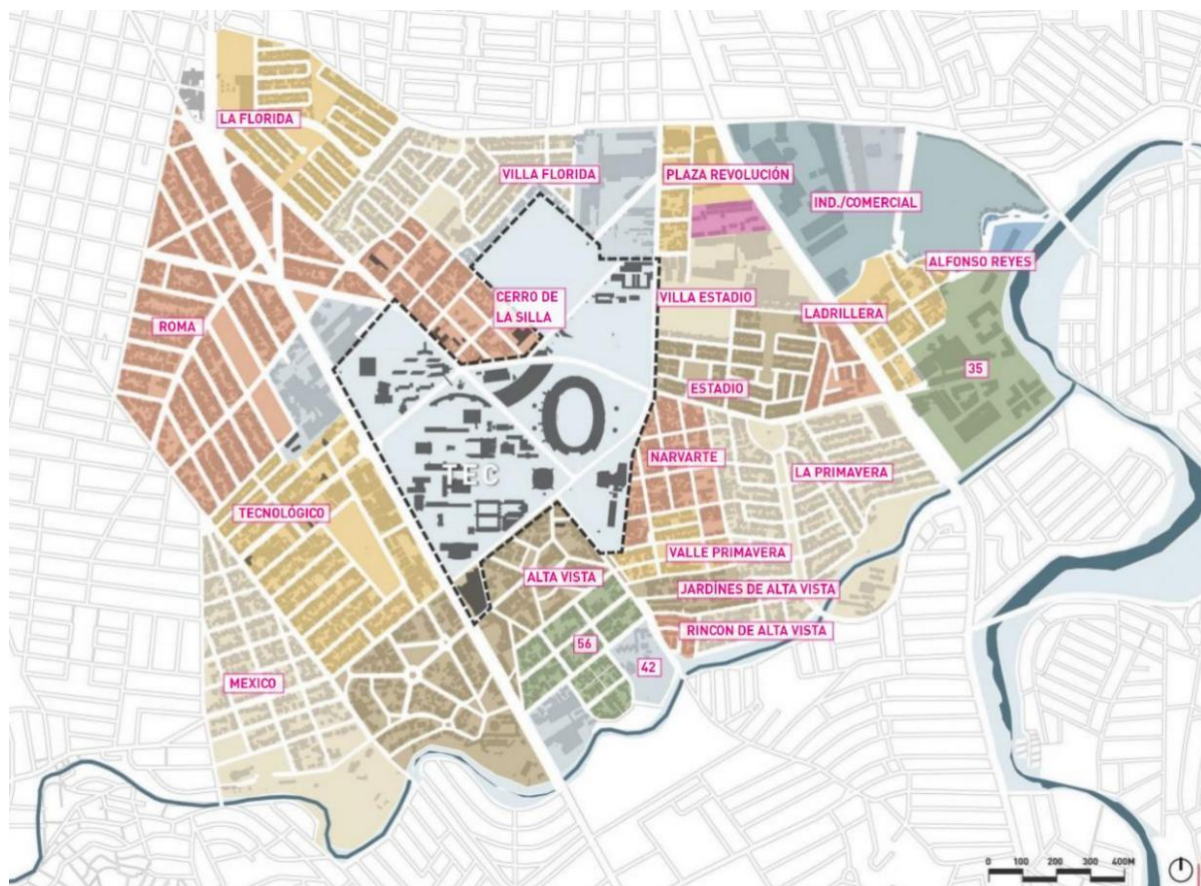 LA FLORIDA
VILLA FLORIDA
PLAZA REVOLUCIÓN
IND./COMERCIAL
ALFONSO REYES
CERRO DE
LA SILLA
VILLA ESTADIO
LADRILLERA
ROMA
35
ESTADIO
NARVARTE
LA PRIMAVERA
TEC
TECNOLÓGICO
VALLE PRIMAVERA
ALTA VISTA
JARDÍNES DE ALTA VISTA
RINCON DE ALTA VISTA
56
42
MEXICO
0 100 200 300 400M